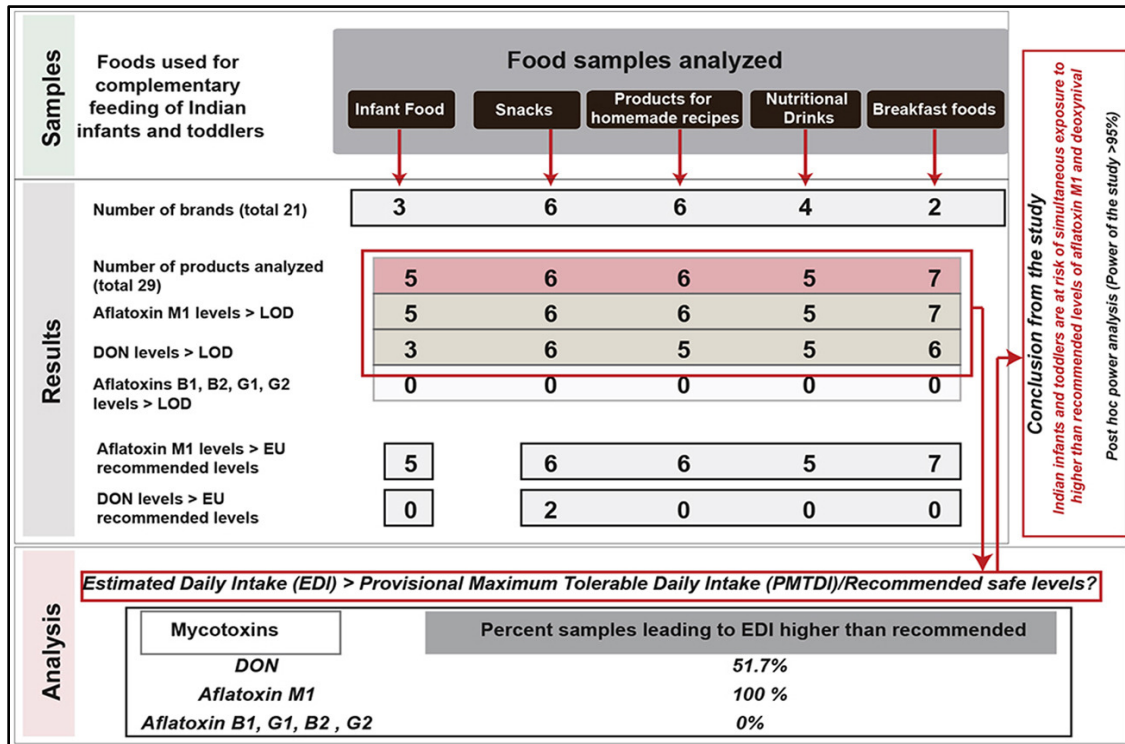 Samples
Foods used for
complementary
feeding of Indian
infants and toddlers
Food samples analyzed
Infant Food
Snacks
Products for
homemade recipes
Nutritional
Drinks
Breakfast foods
Results
Number of brands (total 21)
3 6 6 4 2
Number of products analyzed
(total 29)
5 6 6 5 7
Aflatoxin M1 levels > LOD
5 6 6 5 7
DON levels > LOD
3 6 5 5 6
Aflatoxins B1, B2, G1, G2
levels > LOD
0 0 0 0 0
Aflatoxin M1 levels > EU
recommended levels
5 6 6 5 7
DON levels > EU
recommended levels
0 2 0 0 0
Conclusion from the study
Indian infants and toddlers are at risk of simultaneous exposure to
higher than recommended levels of aflatoxin M1 and deoxynival
Post hoc power analysis (Power of the study >95%)
Analysis
Estimated Daily Intake (EDI) > Provisional Maximum Tolerable Daily Intake (PMTDI)/Recommended safe levels?
Mycotoxins
Percent samples leading to EDI higher than recommended
DON 51.7%
Aflatoxin M1 100 %
Aflatoxin B1, G1, B2 , G2 0%